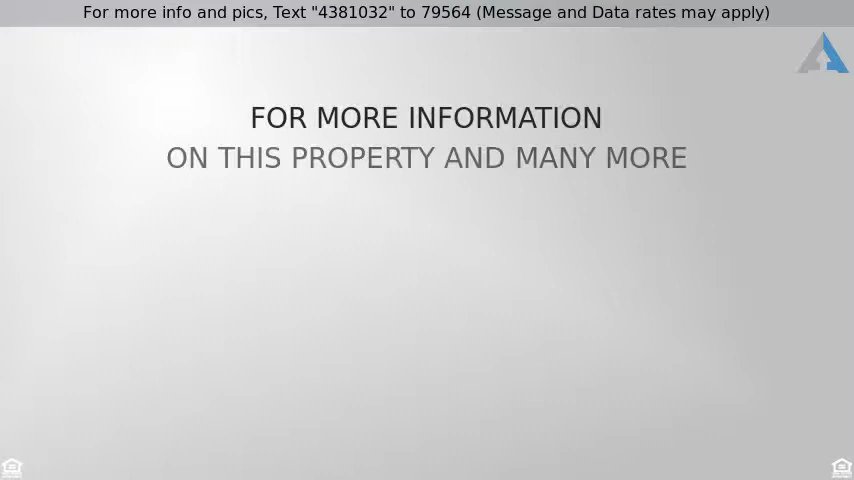 For more info and pics, Text "4381032" to 79564 (Message and Data rates may apply)
FOR MORE INFORMATION
ON THIS PROPERTY AND MANY MORE